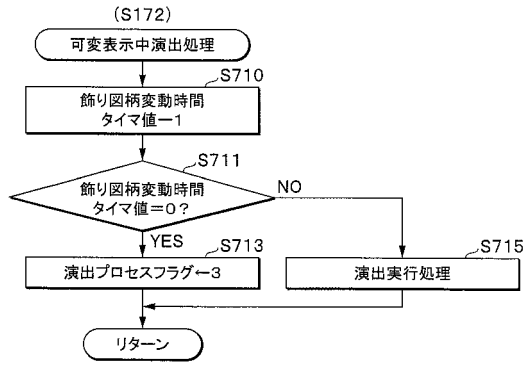 (S172)
可変表示中演出処理
S710
飾り図柄変動時間
タイマ値ー1
S711
飾り図柄変動時間
タイマ値=0?
NO
YES
S713
演出プロセスフラグ←3
S715
演出実行処理
リターン